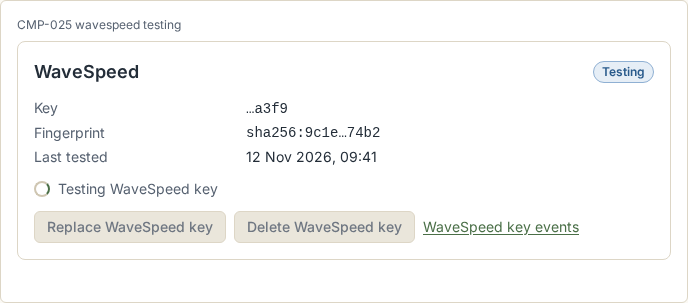 CMP-025 wavespeed testing
WaveSpeed
Testing
Key
…a3f9
Fingerprint
sha256:9c1e…74b2
Last tested
12 Nov 2026, 09:41
Testing WaveSpeed key
Replace WaveSpeed key
Delete WaveSpeed key
WaveSpeed key events